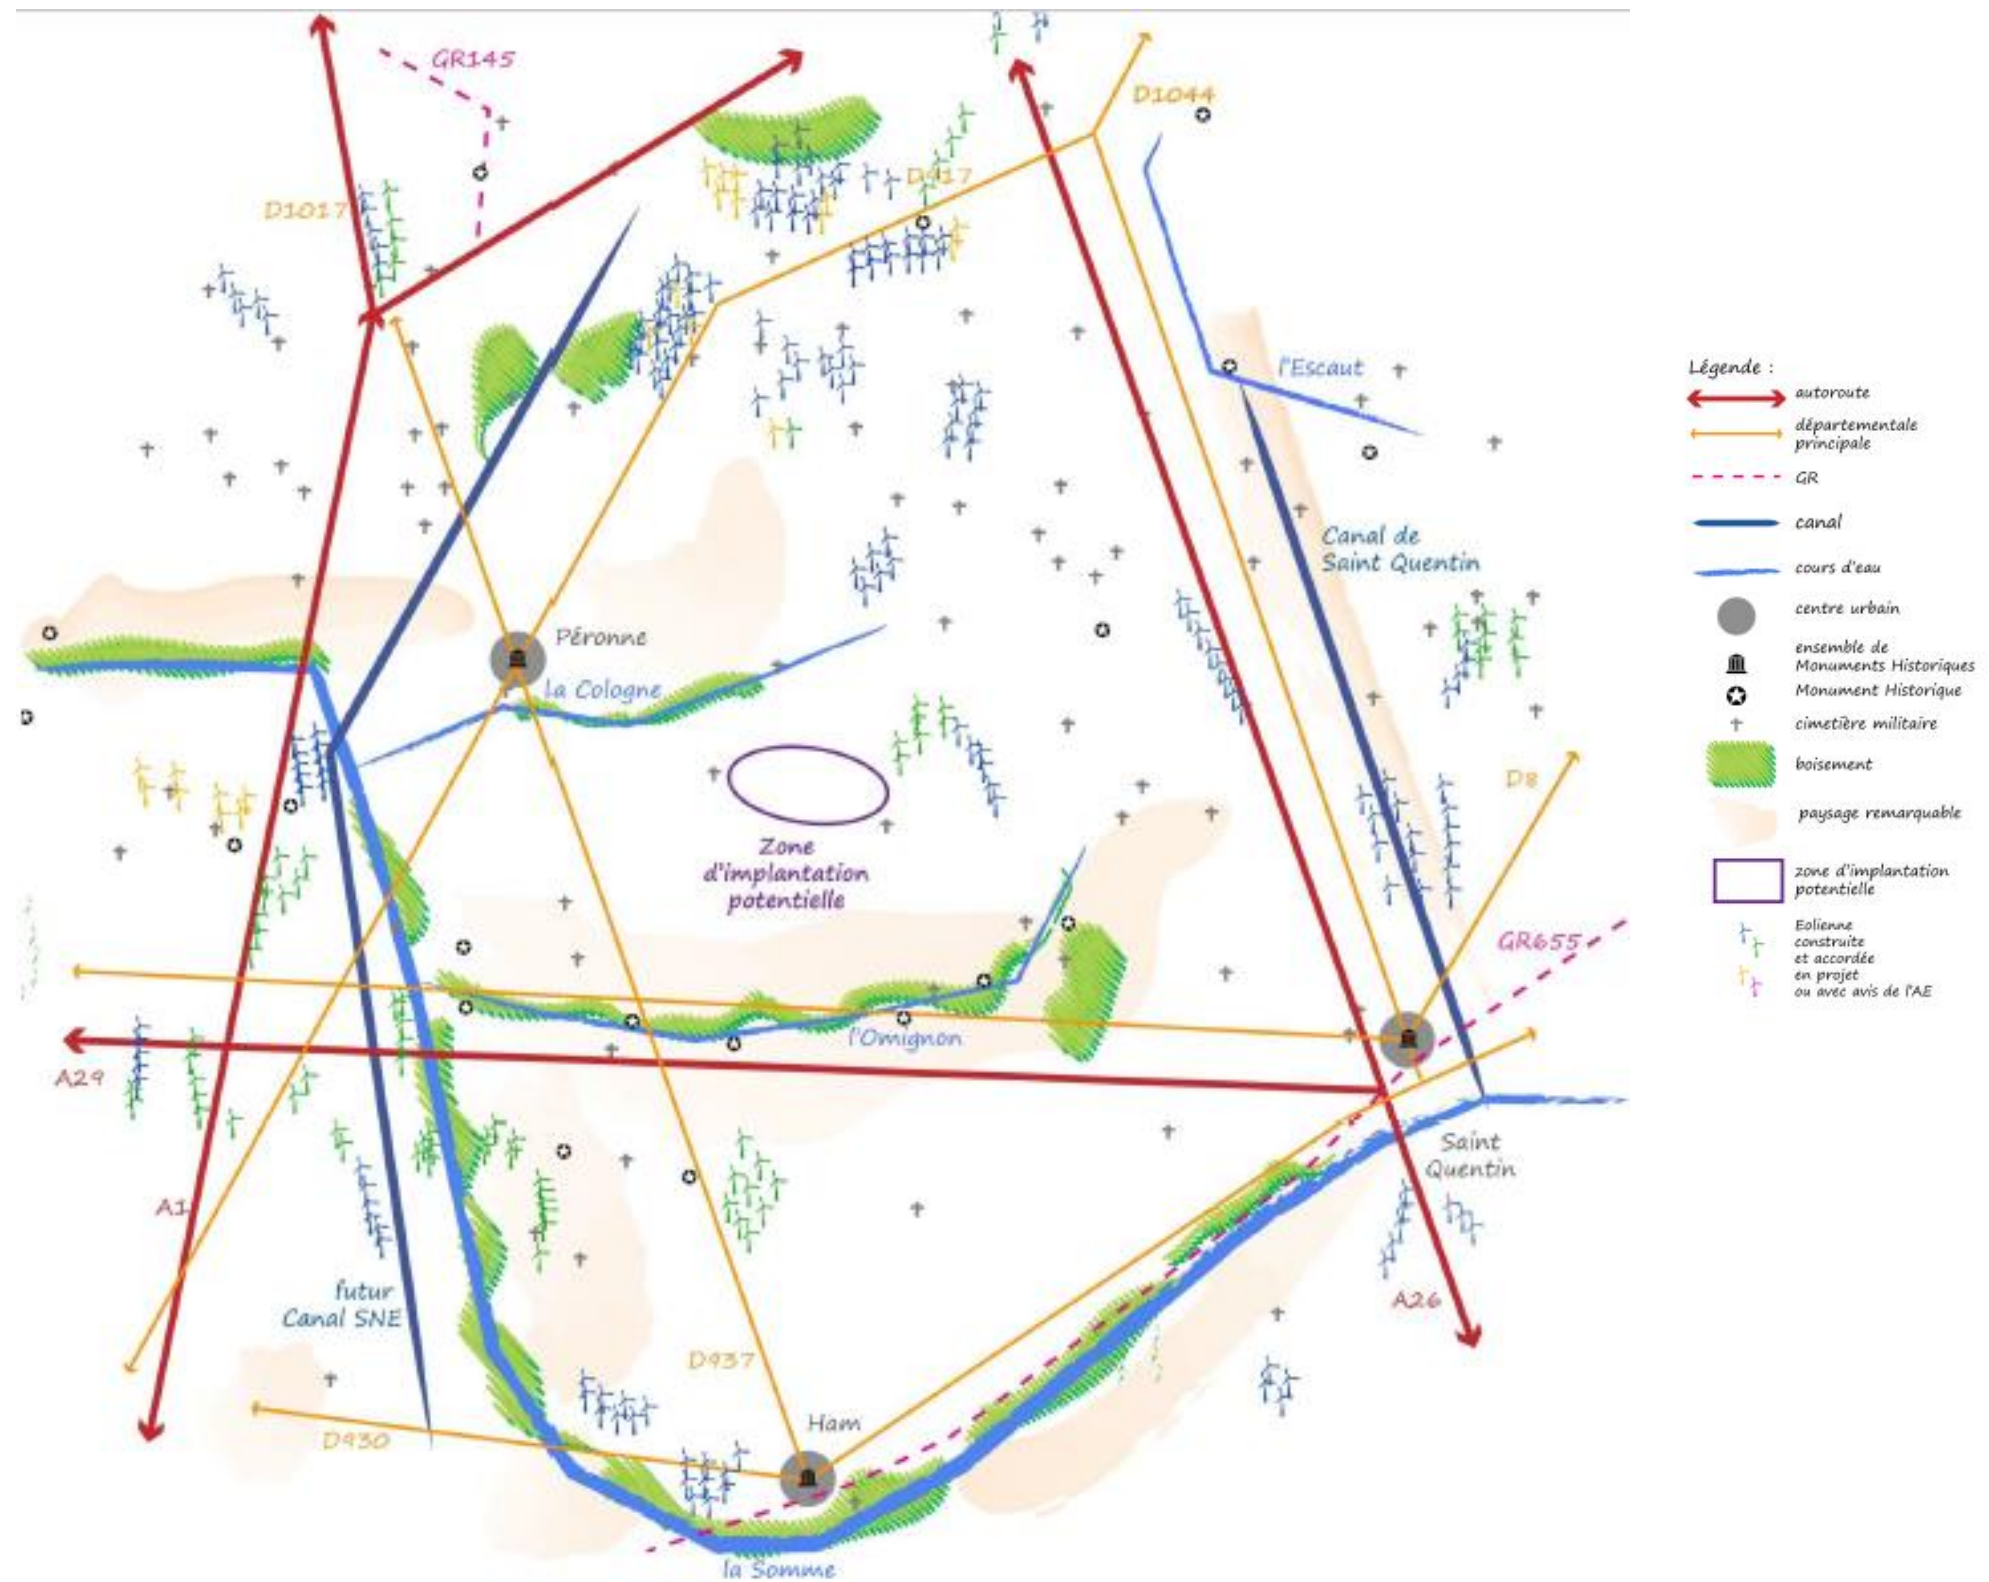 GR145
D1044
D1017
D917
l'Escaut
Canal de
Saint Quentin
Péronne
la Cologne
D8
Zone
d'implantation
potentielle
GR655
l'Omignon
A29
Saint
Quentin
A1
futur
Canal SNE
A26
D937
Ham
D930
la Somme
Légende :
autoroute
départementale
principale
GR
canal
cours d'eau
centre urbain
ensemble de
Monuments Historiques
Monument Historique
cimetière militaire
boisement
paysage remarquable
zone d'implantation
potentielle
Eolienne
construite
et accordée
en projet
ou avec avis de l'AE